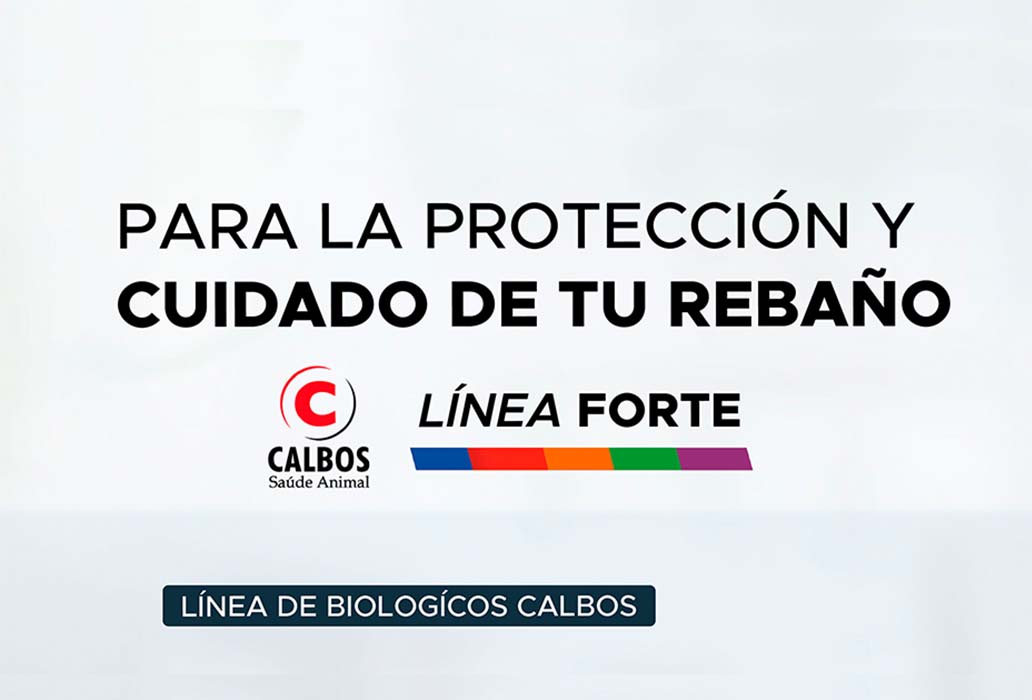 PARA LA PROTECCIÓN Y
CUIDADO DE TU REBAÑO
C
CALBOS
Saúde Animal
LÍNEA FORTE
LÍNEA DE BIOLOGÍCOS CALBOS